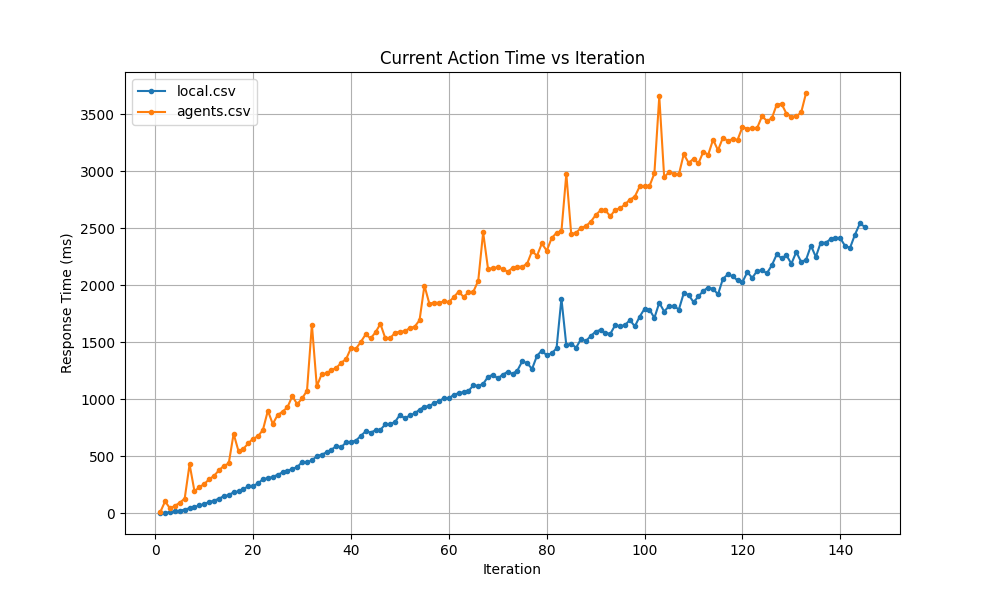 Current Action Time vs Iteration
local.csv
agents.csv
3500
3000
2500
2000
1500
1000
500
0
Response Time (ms)
0 20 40 60 80 100 120 140
Iteration